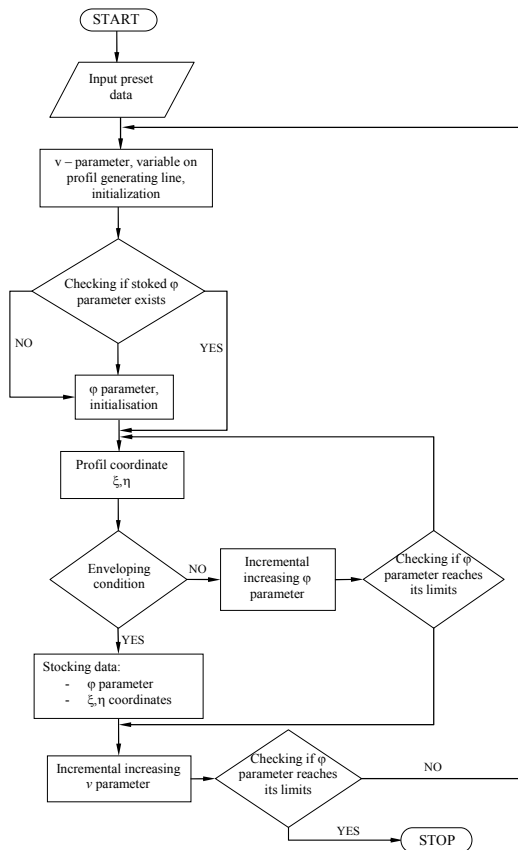 START
Input preset
data
v – parameter, variable on
profil generating line,
initialization
Checking if stoked φ
parameter exists
NO
YES
φ parameter,
initialisation
Profil coordinate
ξ,η
Enveloping
condition
NO
Incremental
increasing φ
parameter
Checking if φ
parameter reaches
its limits
YES
Stocking data:
- φ parameter
- ξ,η coordinates
Incremental increasing
v parameter
Checking if φ
parameter reaches
its limits
NO
YES
STOP